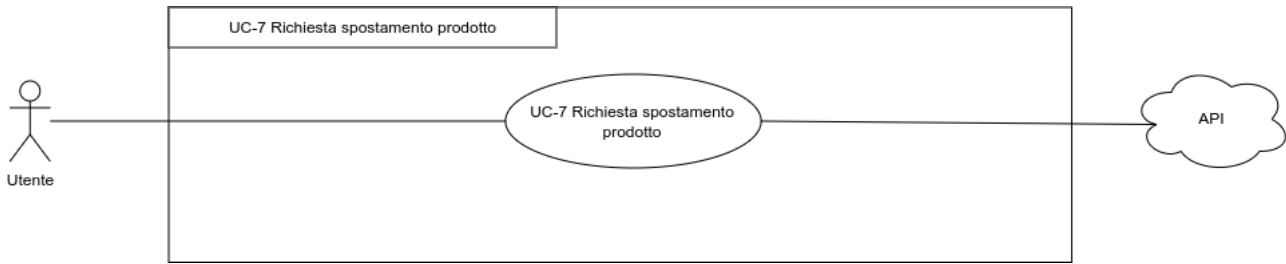 UC-7 Richiesta spostamento prodotto
UC-7 Richiesta spostamento
prodotto
API
Utente